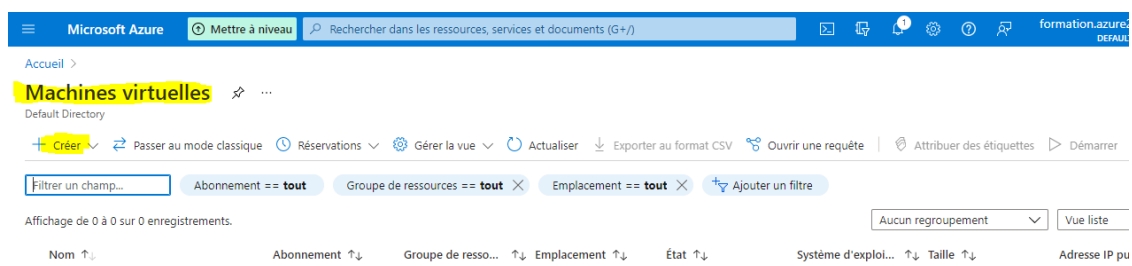 Microsoft Azure Mettre à niveau Rechercher dans les ressources, services et documents (G+/) 1 formation.azure2
DEFAUL
Accueil >
Machines virtuelles ...
Default Directory
Créer Passer au mode classique Réservations Gérer la vue Actualiser Exporter au format CSV Ouvrir une requête Attribuer des étiquettes Démarrer
Filtrer un champ... Abonnement == tout Groupe de ressources == tout Emplacement == tout Ajouter un filtre
Affichage de 0 à 0 sur 0 enregistrements. Aucun regroupement Vue liste
Nom ↑↓ Abonnement ↑↓ Groupe de resso... ↑↓ Emplacement ↑↓ État ↑↓ Système d'exploi... ↑↓ Taille ↑↓ Adresse IP pu